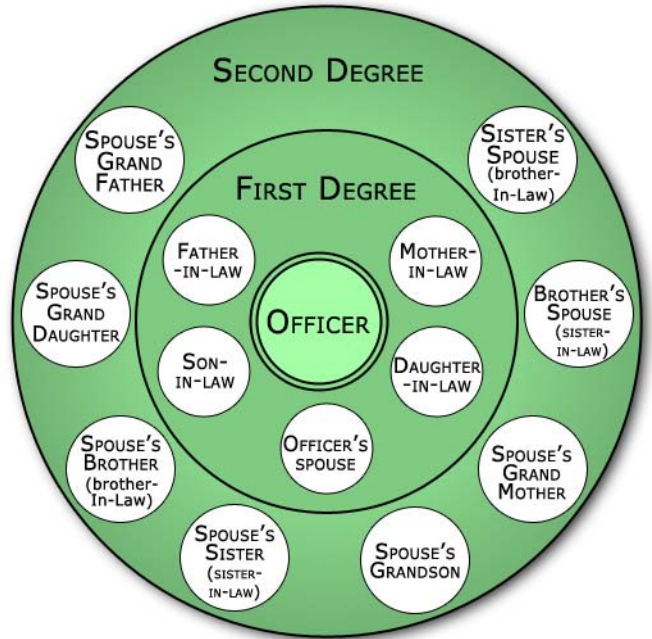 SECOND DEGREE
SPOUSE'S
GRAND
FATHER
SISTER'S
SPOUSE
(brother-
In-Law)
FIRST DEGREE
FATHER
-IN-LAW
MOTHER-
IN-LAW
SPOUSE'S
GRAND
DAUGHTER
OFFICER
BROTHER'S
SPOUSE
(SISTER-
IN-LAW)
SON-
IN-LAW
DAUGHTER
-IN-LAW
OFFICER'S
SPOUSE
SPOUSE'S
BROTHER
(brother-
In-Law)
SPOUSE'S
GRAND
MOTHER
SPOUSE'S
SISTER
(SISTER-
IN-LAW)
SPOUSE'S
GRANDSON